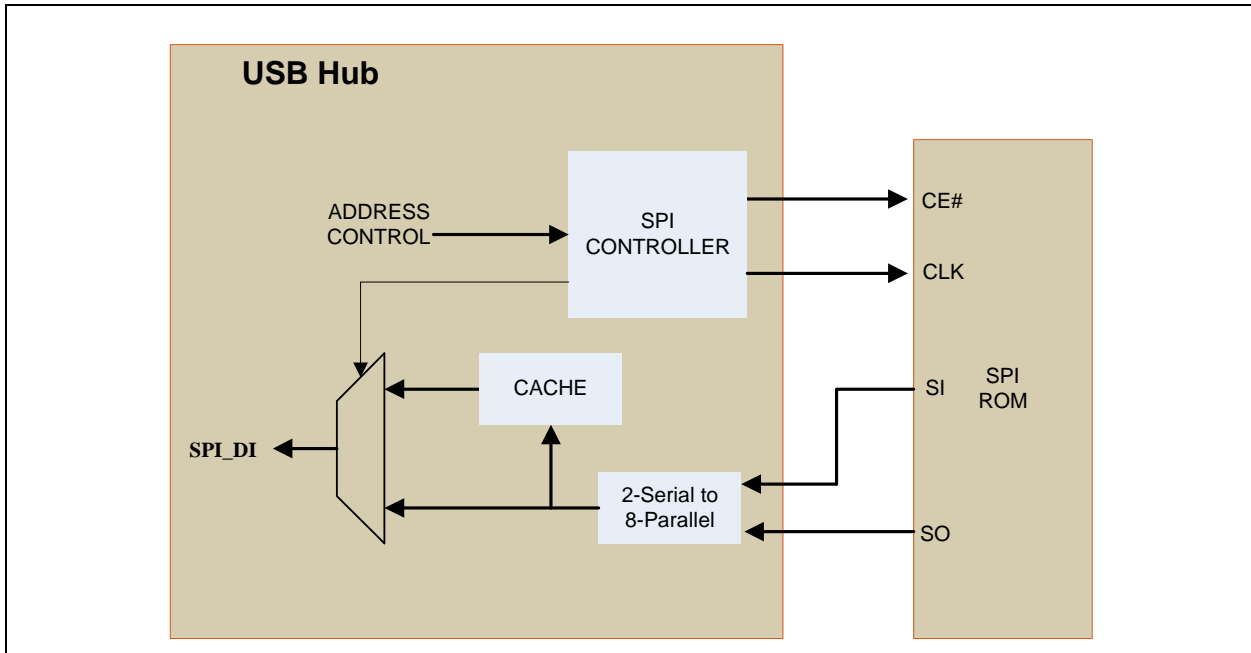 USB Hub
ADDRESS
CONTROL
SPI
CONTROLLER
CE#
CLK
CACHE
SI
SPI
ROM
SPI_DI
2-Serial to
8-Parallel
SO